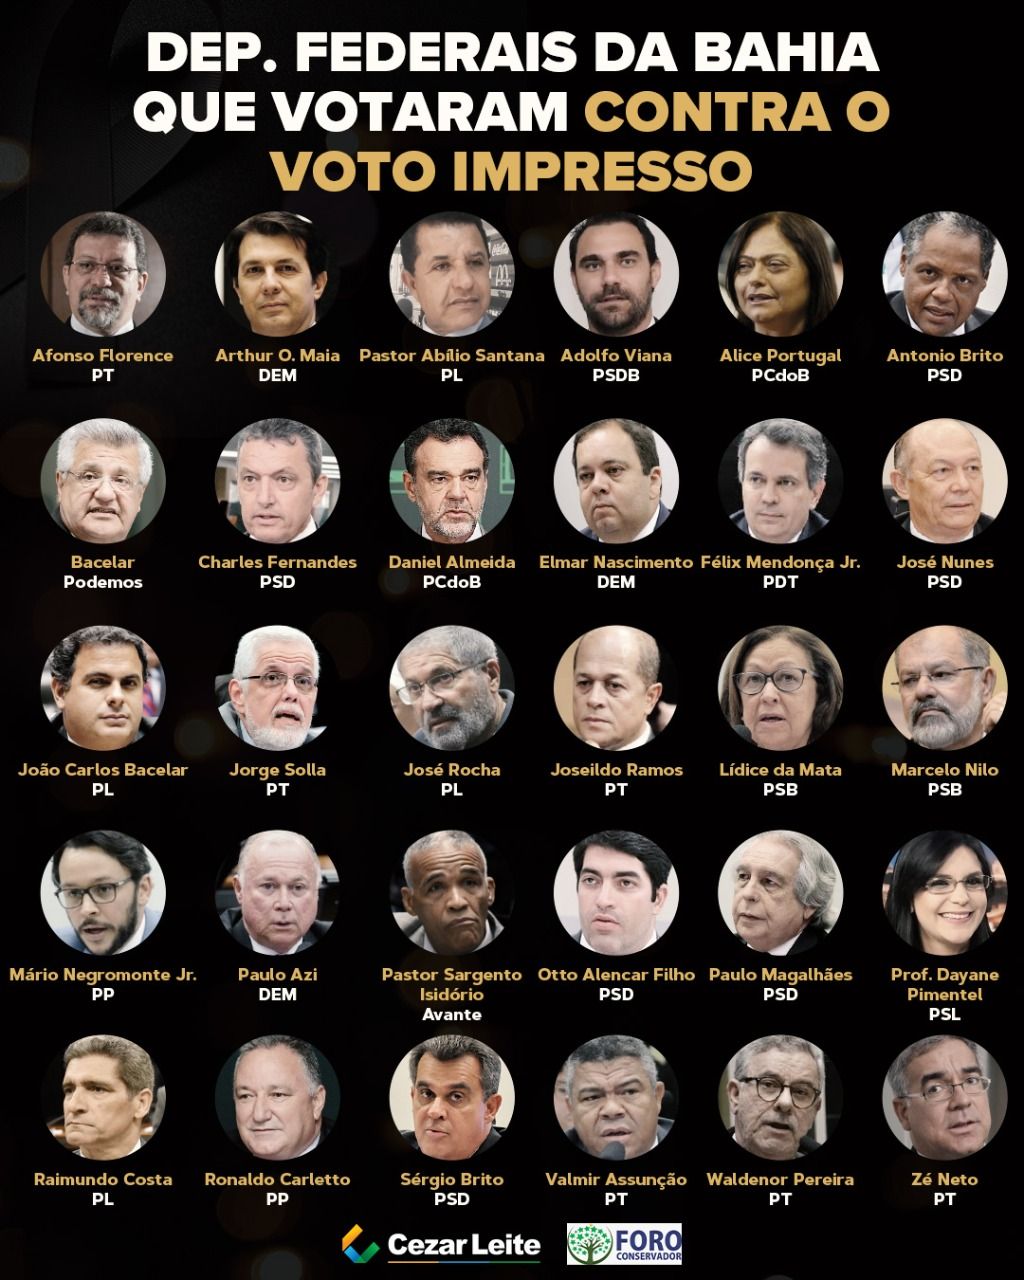 DEP. FEDERAIS DA BAHIA
QUE VOTARAM CONTRA O
VOTO IMPRESSO
Afonso Florence
PT
Arthur O. Maia
DEM
Pastor Abílio Santana
PL
Adolfo Viana
PSDB
Alice Portugal
PCdoB
Antonio Brito
PSD
Bacelar
Podemos
Charles Fernandes
PSD
Daniel Almeida
PCdoB
Elmar Nascimento
DEM
Félix Mendonça Jr.
PDT
José Nunes
PSD
João Carlos Bacelar
PL
Jorge Solla
PT
José Rocha
PL
Joseildo Ramos
PT
Lídice da Mata
PSB
Marcelo Nilo
PSB
Mário Negromonte Jr.
PP
Paulo Azi
DEM
Pastor Sargento
Isidório
Avante
Otto Alencar Filho
PSD
Paulo Magalhães
PSD
Prof. Dayane
Pimentel
PSL
Raimundo Costa
PL
Ronaldo Carletto
PP
Sérgio Brito
PSD
Valmir Assunção
PT
Waldenor Pereira
PT
Zé Neto
PT
Cezar Leite
FORO
CONSERVADOR